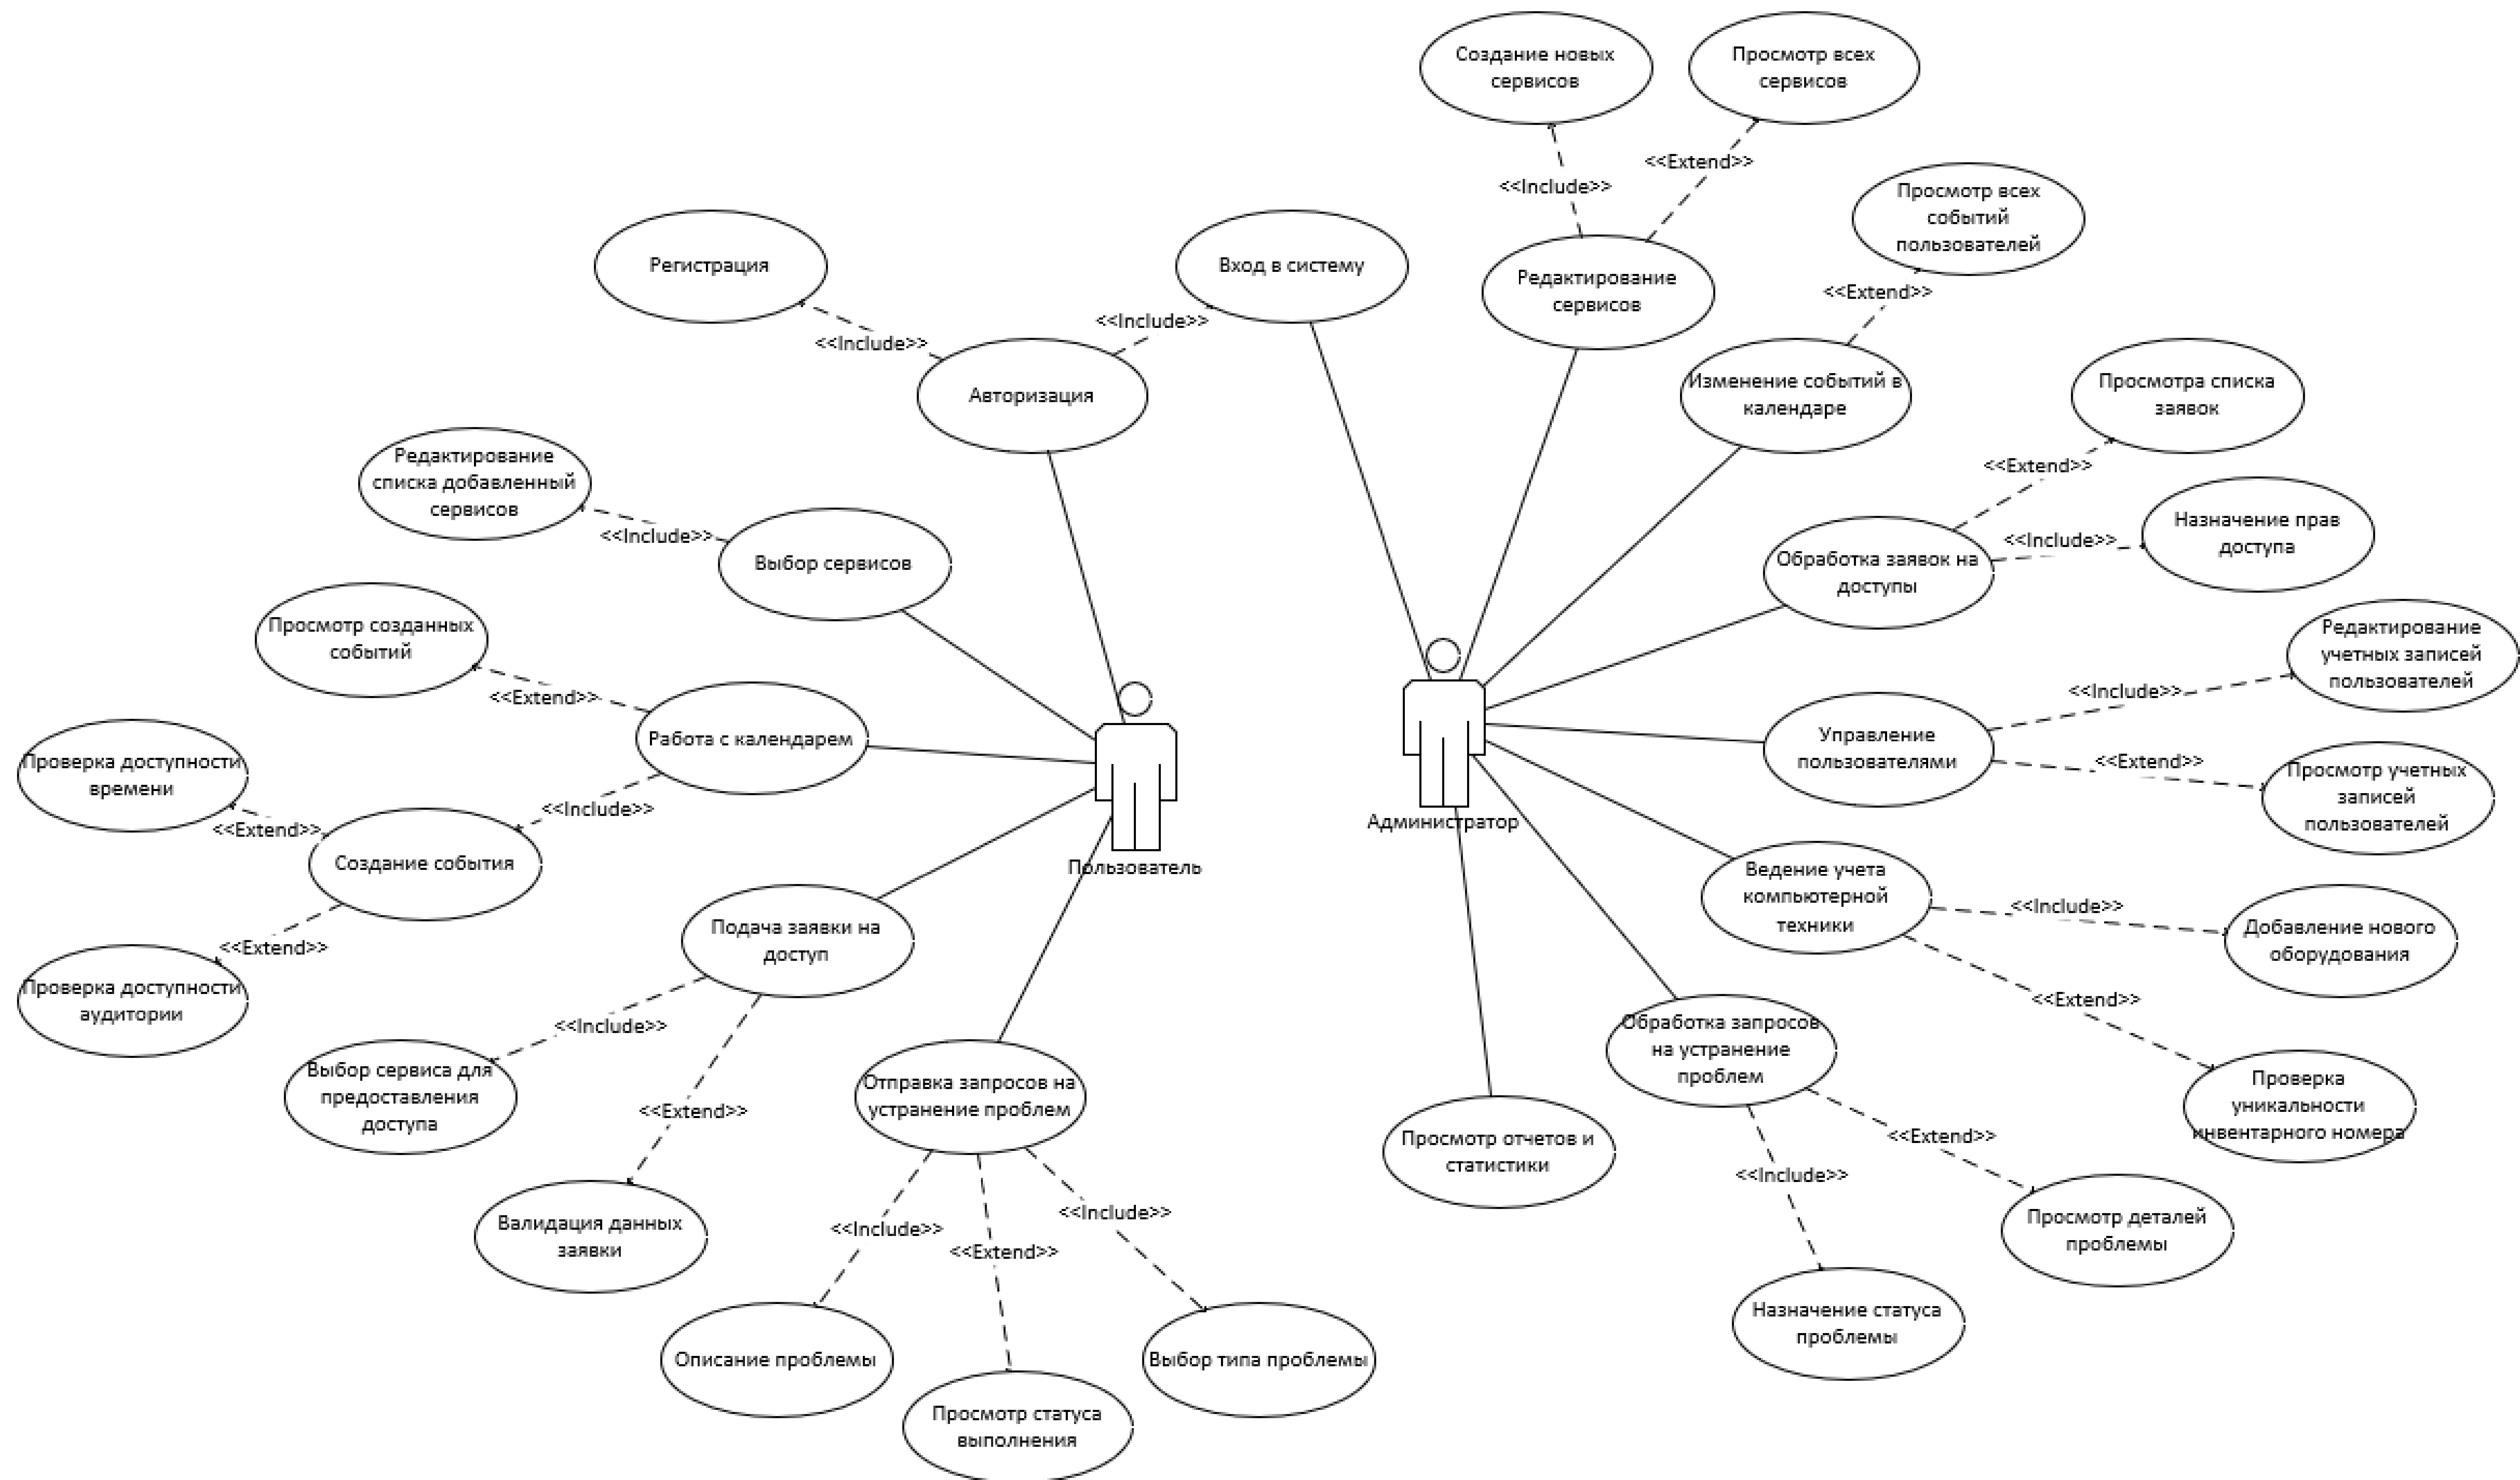 Создание новых
сервисов
Просмотр всех
сервисов
<<Extend>>
<<Include>>
Просмотр всех
событий
пользователей
Регистрация
Вход в систему
Редактирование
сервисов
<<Extend>>
<<Include>>
<<Include>>
Авторизация
Изменение событий в
календаре
Просмотра списка
заявок
Редактирование
списка добавленный
сервисов
<<Extend>>
<<Include>>
Выбор сервисов
Обработка заявок на
доступы
<<Include>>
Назначение прав
доступа
Просмотр созданных
событий
<<Extend>>
Работа с календарем
Редактирование
учетных записей
пользователей
<<Include>>
Управление
пользователями
<<Extend>>
Просмотр учетных
записей
пользователей
Проверка доступности
времени
<<Include>>
<<Extend>>
Создание события
Пользователь
Администратор
Ведение учета
компьютерной
техники
<<Include>>
Добавление нового
оборудования
<<Extend>>
Проверка доступности
аудитории
Подача заявки на
доступ
<<Extend>>
<<Include>>
Обработка запросов
на устранение
проблем
Выбор сервиса для
предоставления
доступа
<<Extend>>
Отправка запросов на
устранение проблем
Просмотр отчетов и
статистики
<<Extend>>
Проверка
уникальности
инвентарного номера
<<Include>>
Валидация данных
заявки
<<Include>>
<<Extend>>
<<Include>>
Просмотр деталей
проблемы
Назначение статуса
проблемы
Описание проблемы
Выбор типа проблемы
Просмотр статуса
выполнения